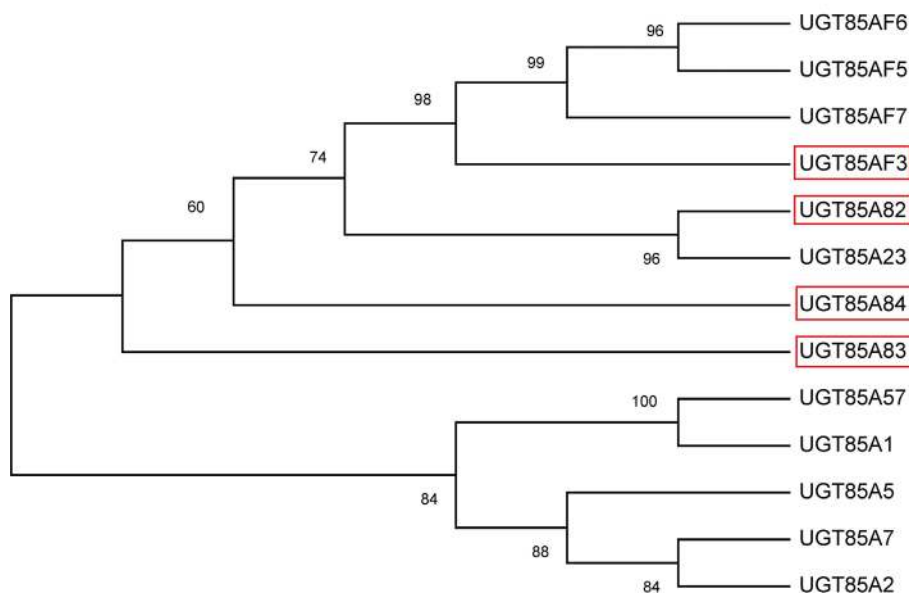 UGT85AF6
96
UGT85AF5
99
98
UGT85AF7
74
UGT85AF3
60
UGT85A82
96
UGT85A23
UGT85A84
UGT85A83
100
UGT85A57
UGT85A1
84
UGT85A5
88
UGT85A7
84
UGT85A2